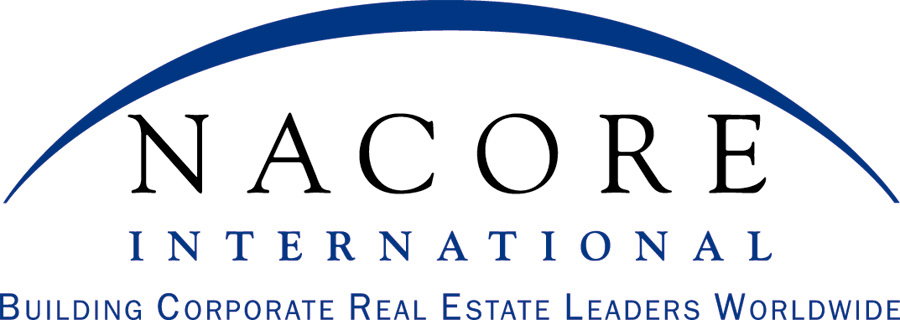 NACORE
INTERNATIONAL
BUILDING CORPORATE REAL ESTATE LEADERS WORLDWIDE